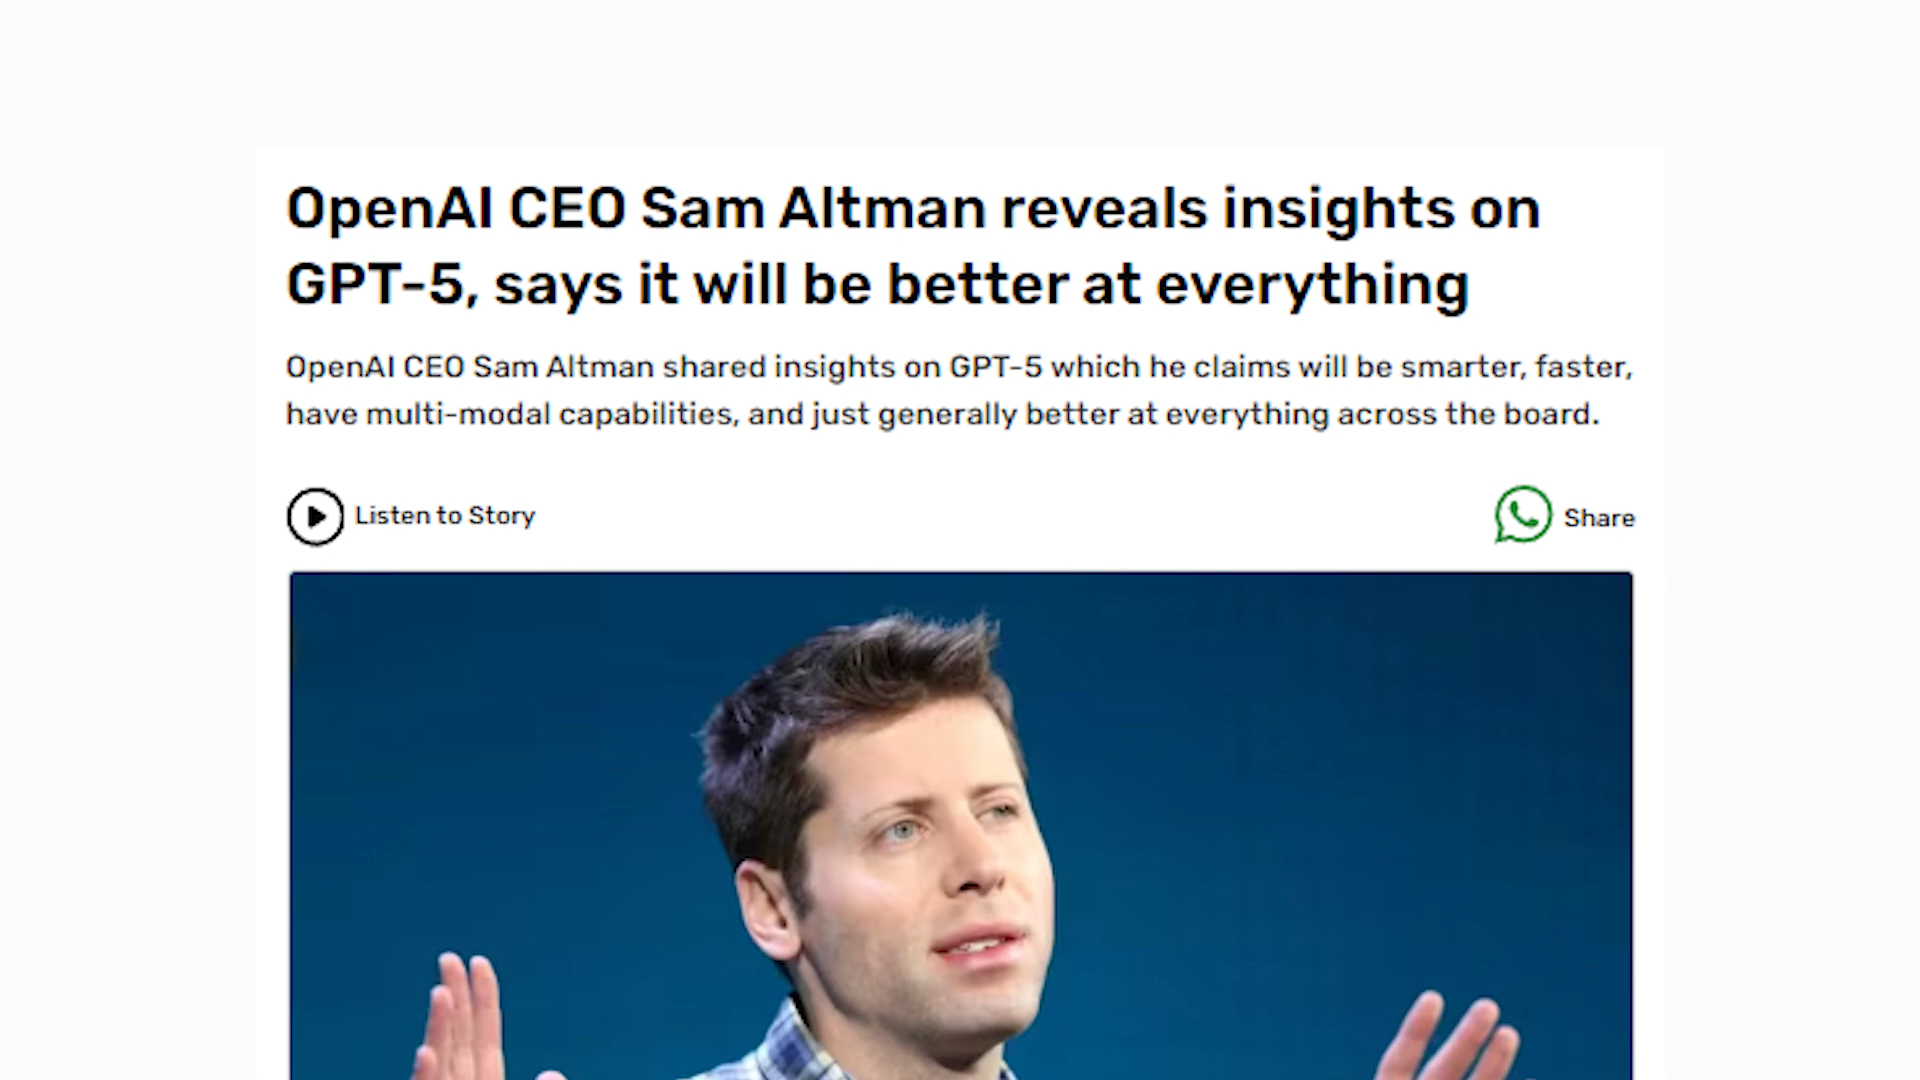 OpenAI CEO Sam Altman reveals insights on
GPT-5, says it will be better at everything
OpenAI CEO Sam Altman shared insights on GPT-5 which he claims will be smarter, faster,
have multi-modal capabilities, and just generally better at everything across the board.
Listen to Story
Share